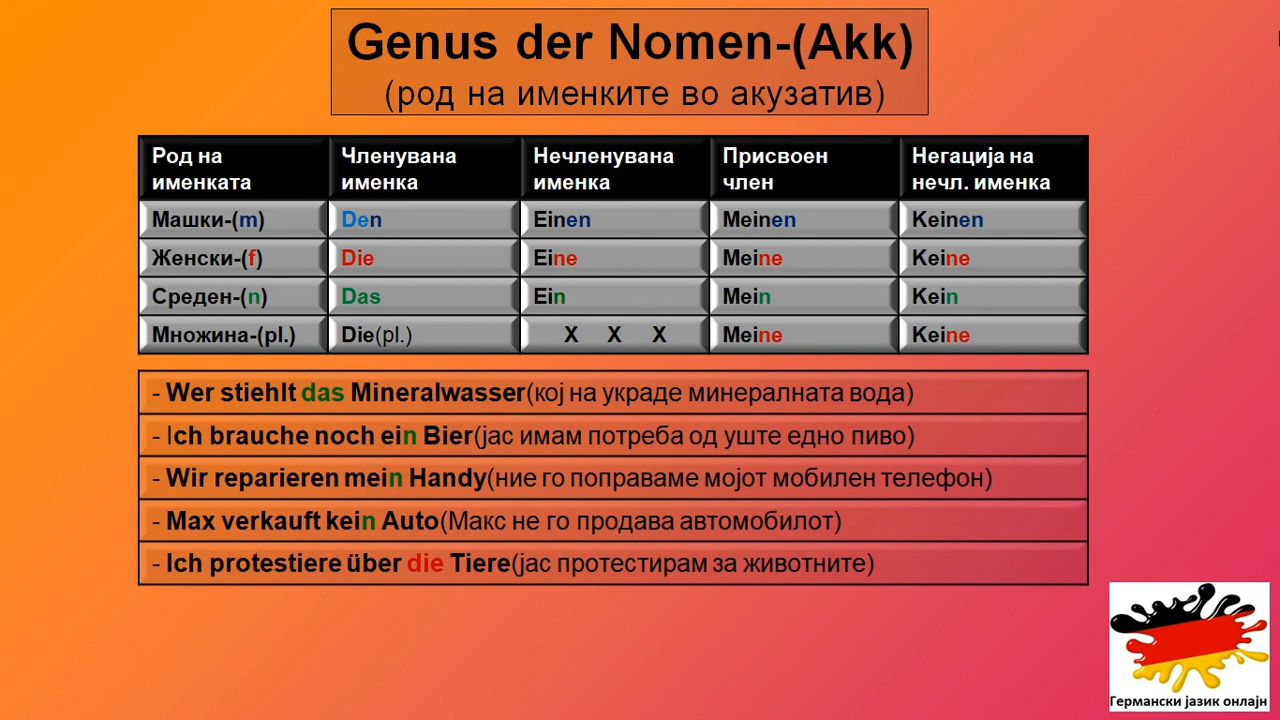 Genus der Nomen-(Akk)
(род на именките во акузатив)
Род на именката Членувана именка Нечленувана именка Присвоен член Негација на нечл. именка
Машки-(m) Den Einen Meinen Keinen
Женски-(f) Die Eine Meine Keine
Среден-(n) Das Ein Mein Kein
Множина-(pl.) Die(pl.) X X X Meine Keine
- Wer stiehlt das Mineralwasser(кој на украде минералната вода)
- Ich brauche noch ein Bier(јас имам потреба од уште едно пиво)
- Wir reparieren mein Handy(ние го поправаме мојот мобилен телефон)
- Max verkauft kein Auto(Макс не го продава автомобилот)
- Ich protestiere über die Tiere(јас протестирам за животните)
Германски јазик онлајн